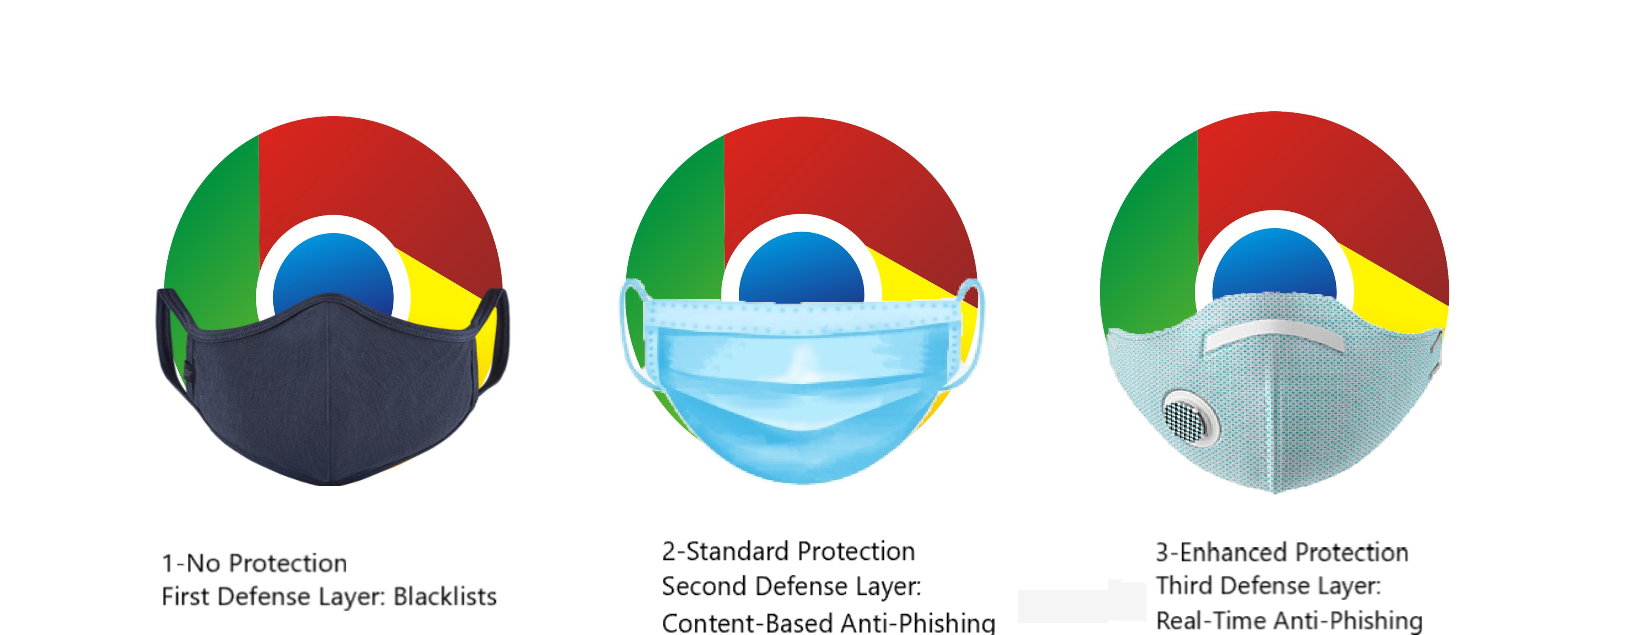 1-No Protection
First Defense Layer: Blacklists
2-Standard Protection
Second Defense Layer:
Content-Based Anti-Phishing
3-Enhanced Protection
Third Defense Layer:
Real-Time Anti-Phishing